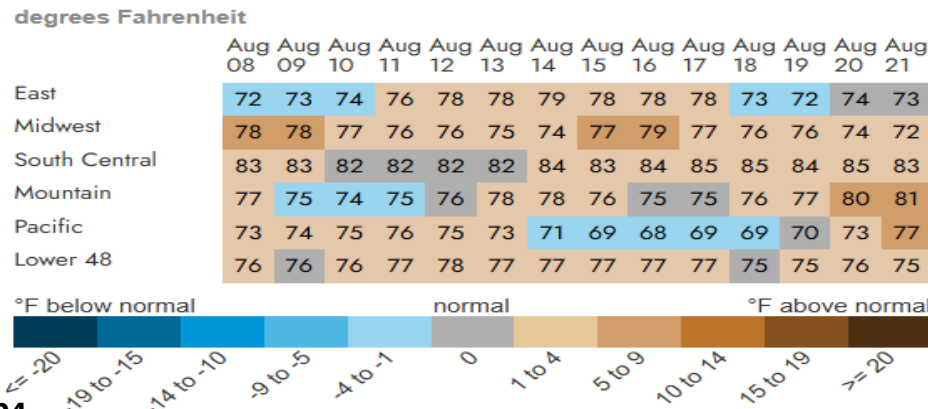 degrees Fahrenheit
Aug Aug Aug Aug Aug Aug Aug Aug Aug Aug Aug Aug Aug Aug
08 09 10 11 12 13 14 15 16 17 18 19 20 21
East 72 73 74 76 78 78 79 78 78 78 73 72 74 73
Midwest 78 78 77 76 76 75 74 77 79 77 76 76 74 72
South Central 83 83 82 82 82 82 84 83 84 85 85 84 85 83
Mountain 77 75 74 75 76 78 78 76 75 75 76 77 80 81
Pacific 73 74 75 76 75 73 71 69 68 69 69 70 73 77
Lower 48 76 76 76 77 78 77 77 77 77 77 75 75 76 75
°F below normal normal °F above normal
<= -20 -19 to -15 -14 to -10 -9 to -5 -4 to -1 0 1 to 4 5 to 9 10 to 14 15 to 19 >= 20